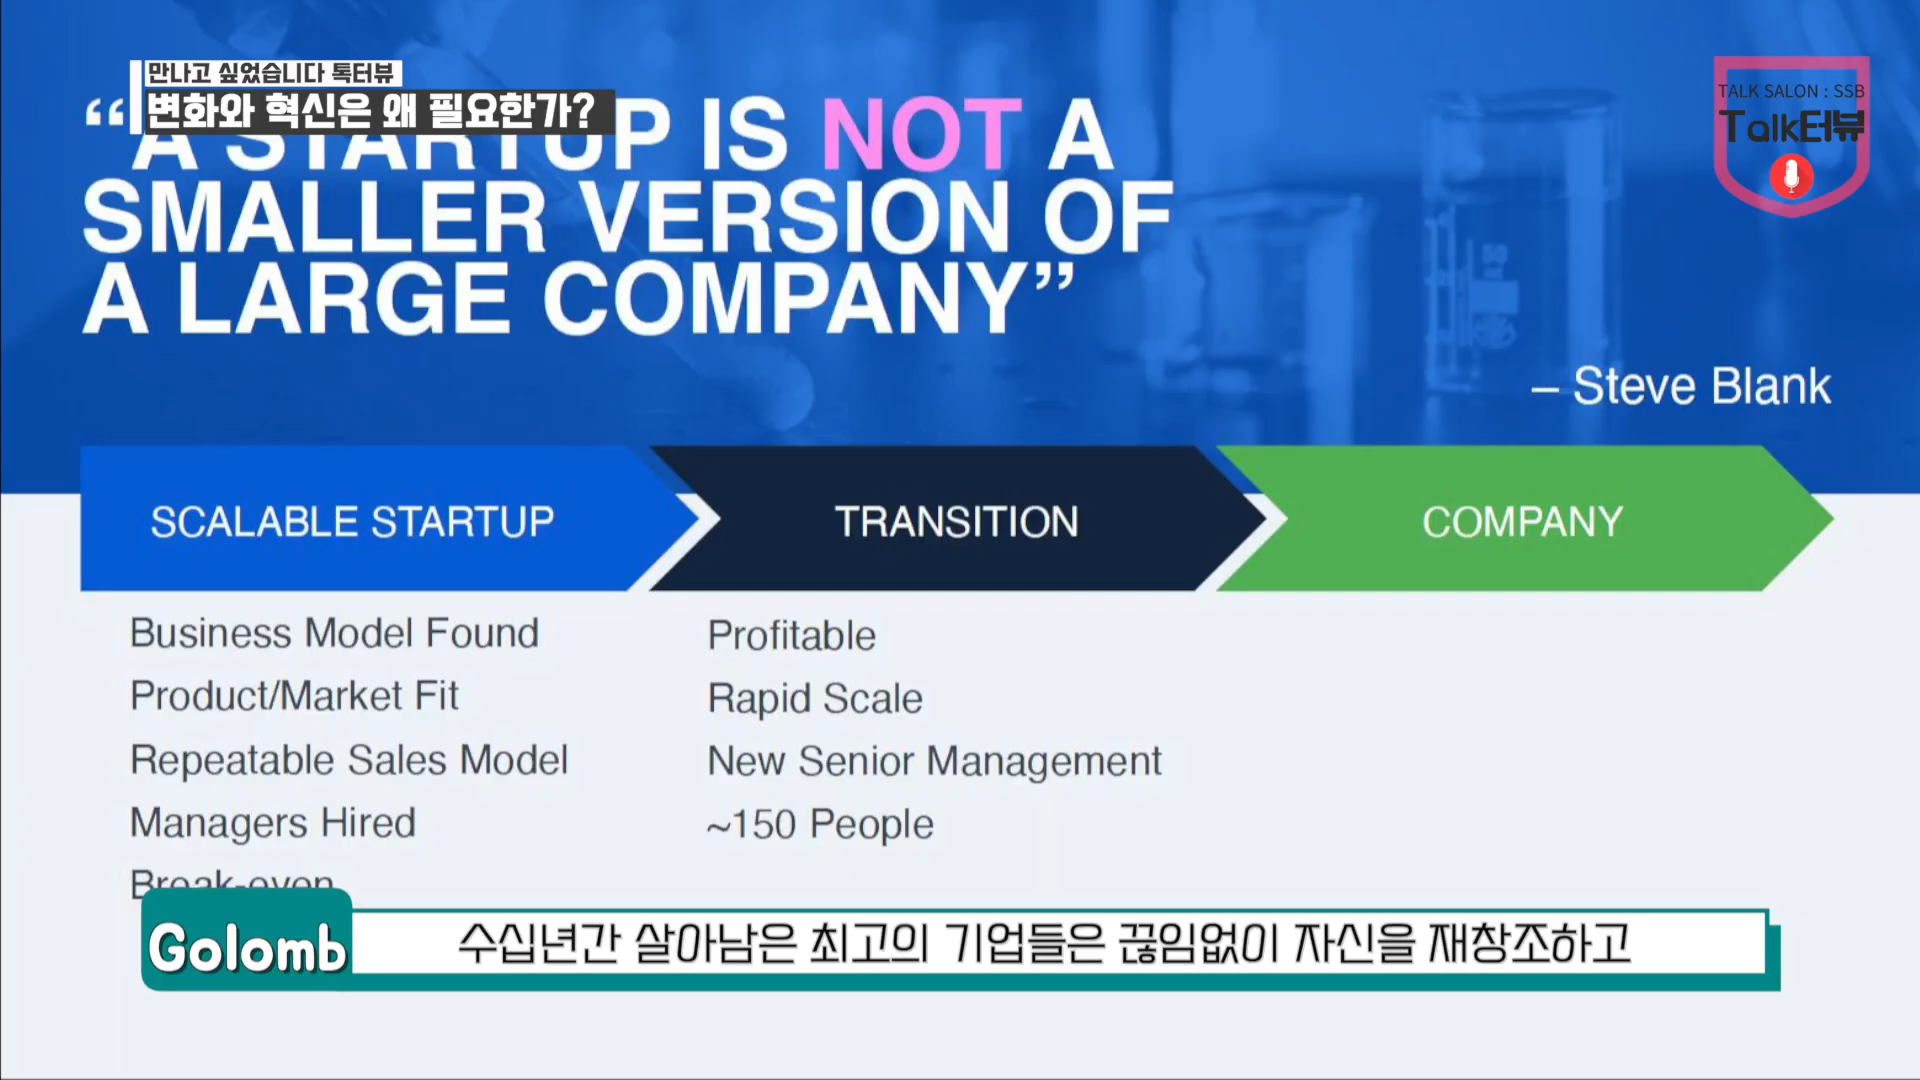 만나고 싶었습니다 톡터뷰
변화와 혁신은 왜 필요한가?
TALK SALON : SSB
Talk터뷰
“A STARTUP IS NOT A
SMALLER VERSION OF
A LARGE COMPANY”
– Steve Blank
SCALABLE STARTUP
TRANSITION
COMPANY
Business Model Found
Product/Market Fit
Repeatable Sales Model
Managers Hired
Break-even
Profitable
Rapid Scale
New Senior Management
~150 People
Golomb
수십년간 살아남은 최고의 기업들은 끊임없이 자신을 재창조하고